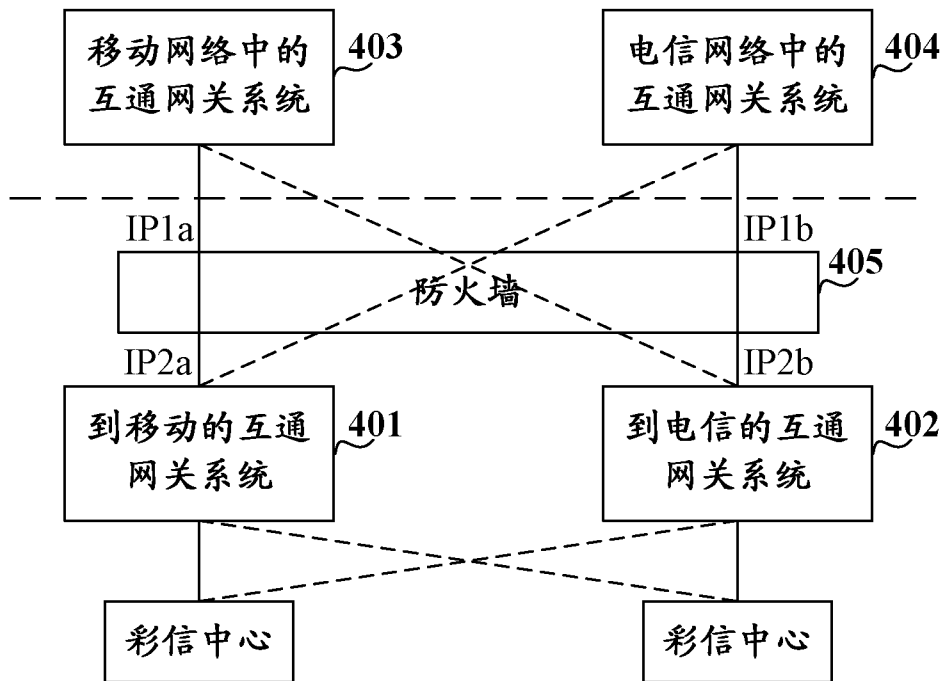 移动网络中的
互通网关系统
403
电信网络中的
互通网关系统
404
IP1a
IP1b
防火墙
405
IP2a
IP2b
到移动的互通
网关系统
401
到电信的互通
网关系统
402
彩信中心
彩信中心